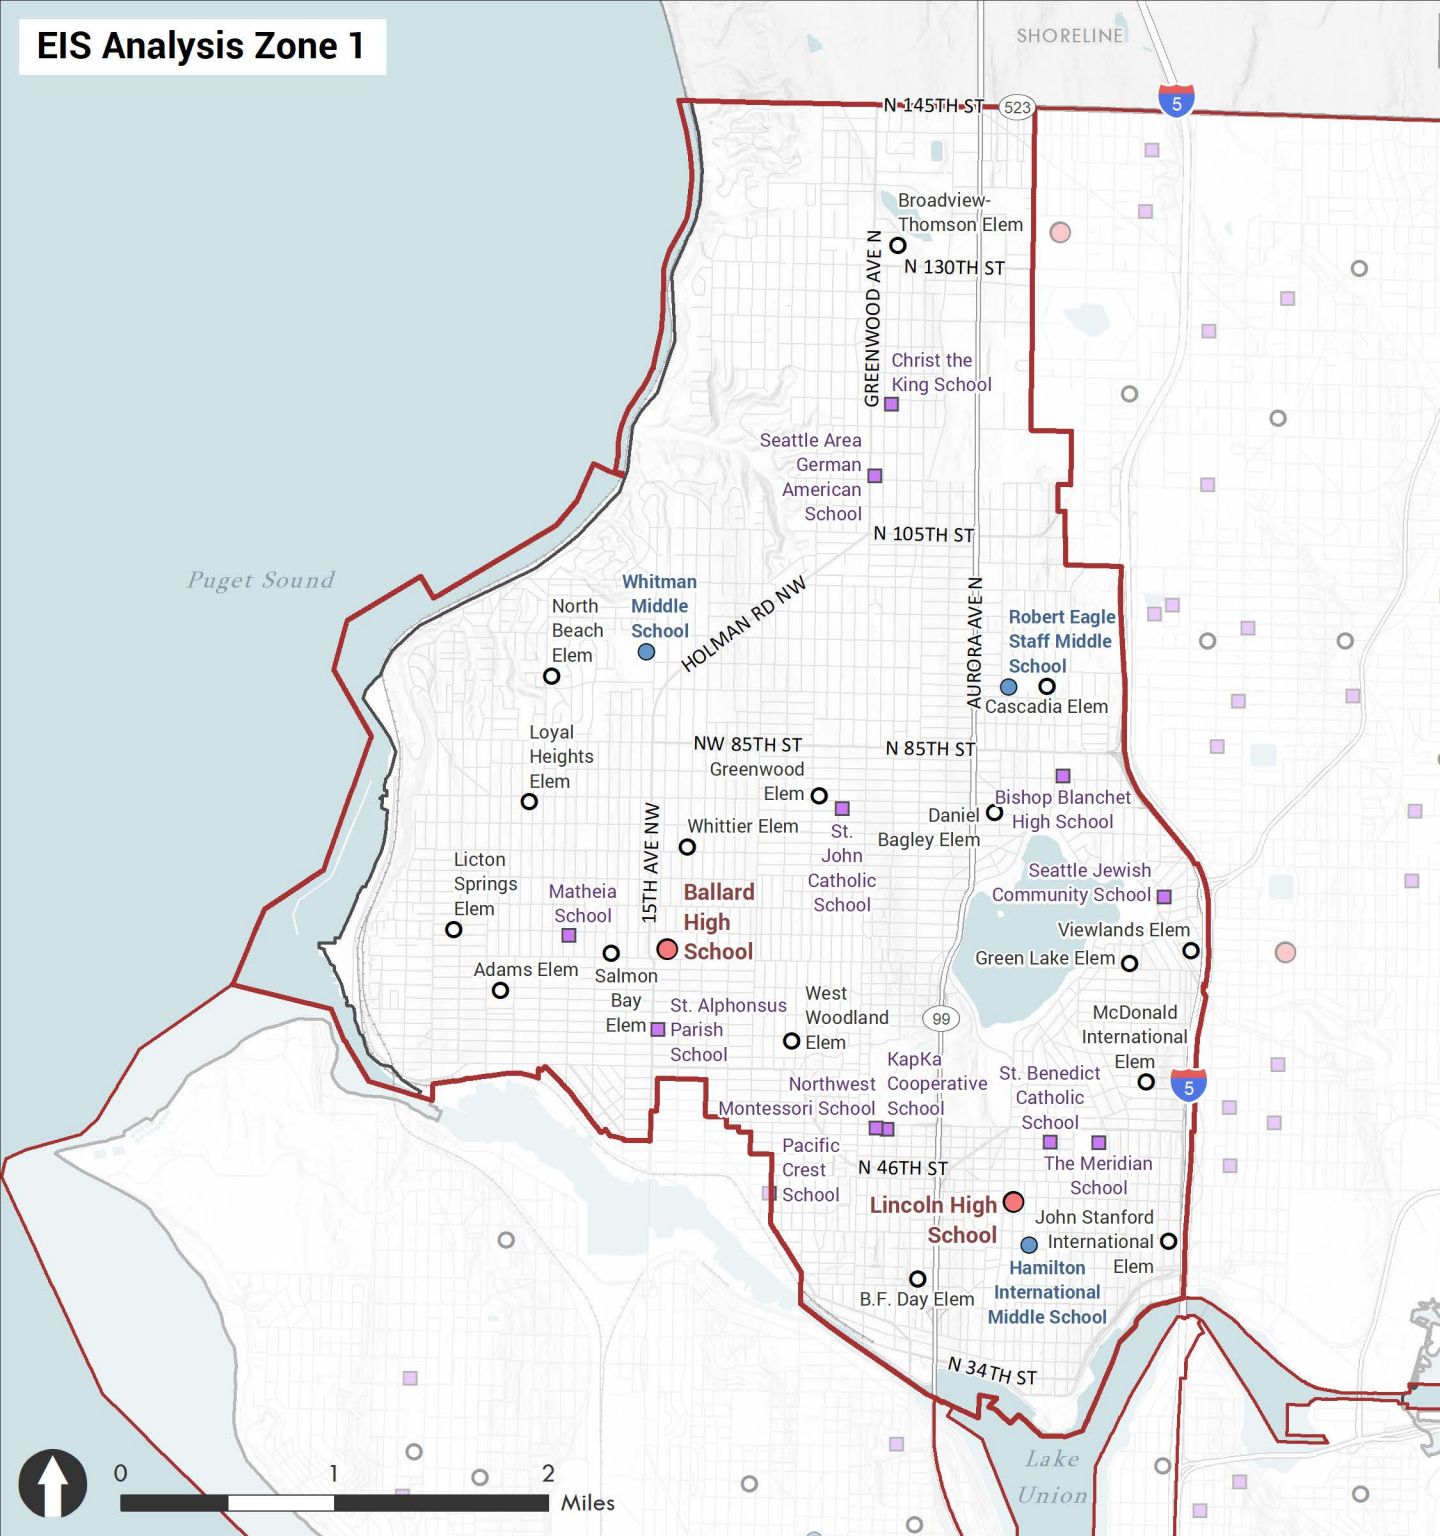 EIS Analysis Zone 1
SHORELINE
5
N 145TH ST
523
Broadview-
Thomson Elem
GREENWOOD AVE N
N 130TH ST
Christ the
King School
Seattle Area
German
American
School
N 105TH ST
Puget Sound
Whitman
Middle
School
North
Beach
Elem
HOLMAN RD NW
AURORA AVE N
Robert Eagle
Staff Middle
School
Cascadia Elem
Loyal
Heights
Elem
NW 85TH ST
N 85TH ST
Greenwood
Elem
Bishop Blanchet
High School
Daniel
Bagley Elem
15TH AVE NW
Whittier Elem
St.
John
Catholic
School
Licton
Springs
Elem
Matheia
School
Ballard
High
School
Seattle Jewish
Community School
Viewlands Elem
Green Lake Elem
Adams Elem
Salmon
Bay
Elem
St. Alphonsus
Parish
School
West
Woodland
Elem
99
McDonald
International
Elem
KapKa
Cooperative
School
Northwest
Montessori School
St. Benedict
Catholic
School
5
Pacific
Crest
School
N 46TH ST
The Meridian
School
Lincoln High
School
John Stanford
International
Elem
Hamilton
International
Middle School
B.F. Day Elem
N 34TH ST
Lake
Union
0 1 2
Miles